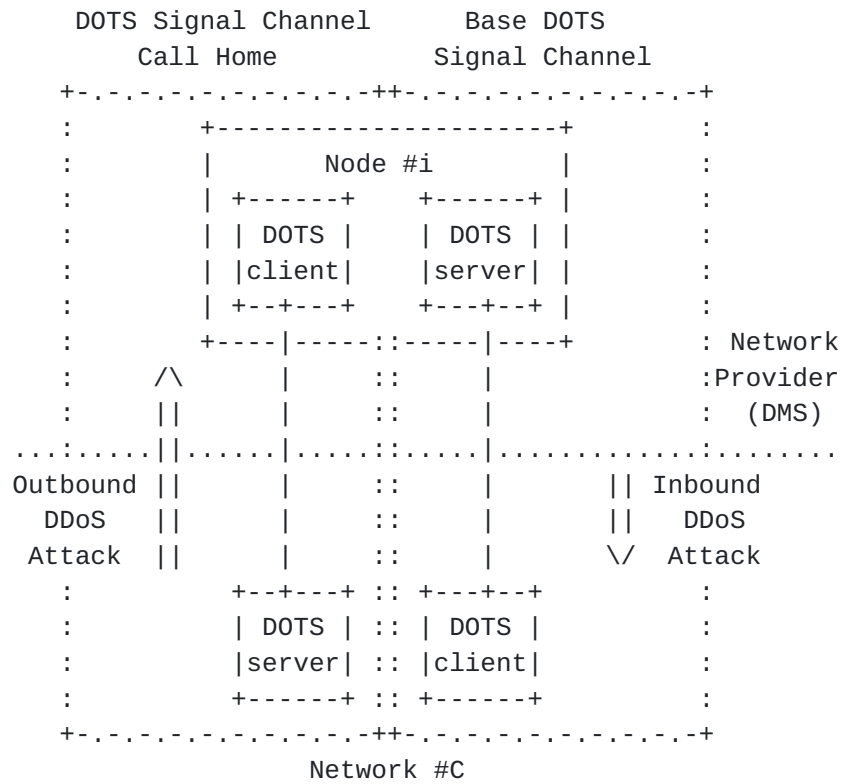 DOTS Signal Channel Base DOTS
Call Home Signal Channel
Node #i
DOTS DOTS
client server
Network
Provider
(DMS)
Outbound Inbound
DDoS DDoS
Attack Attack
DOTS DOTS
server client
Network #C